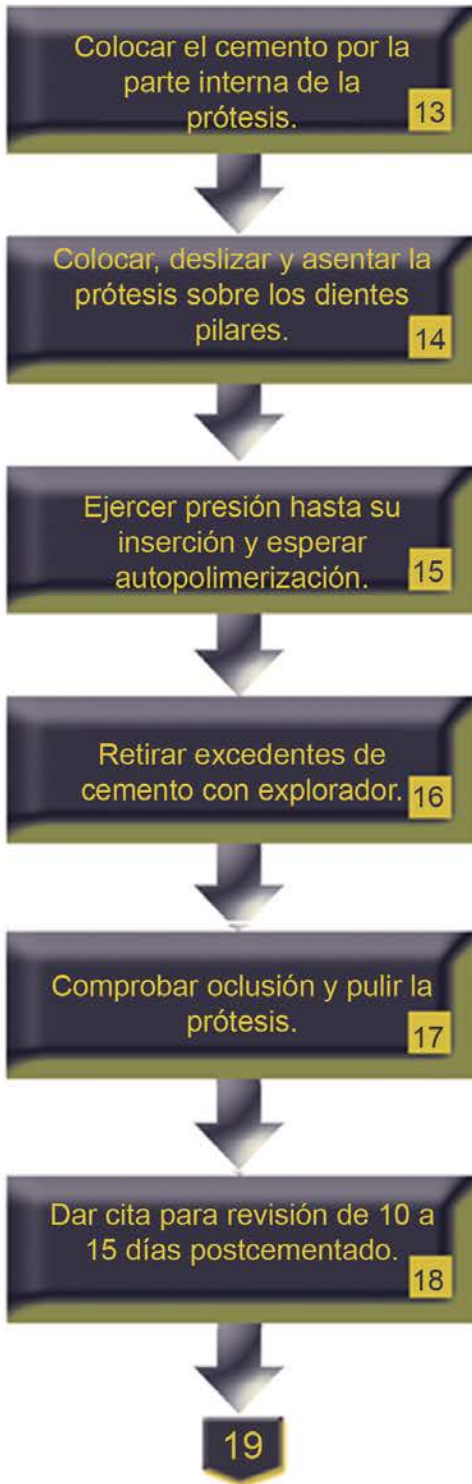 Colocar el cemento por la
parte interna de la
prótesis.
13
Colocar, deslizar y asentar la
prótesis sobre los dientes
pilares.
14
Ejercer presión hasta su
inserción y esperar
autopolimerización.
15
Retirar excedentes de
cemento con explorador.
16
Comprobar oclusión y pulir la
prótesis.
17
Dar cita para revisión de 10 a
15 días postcementado.
18
19